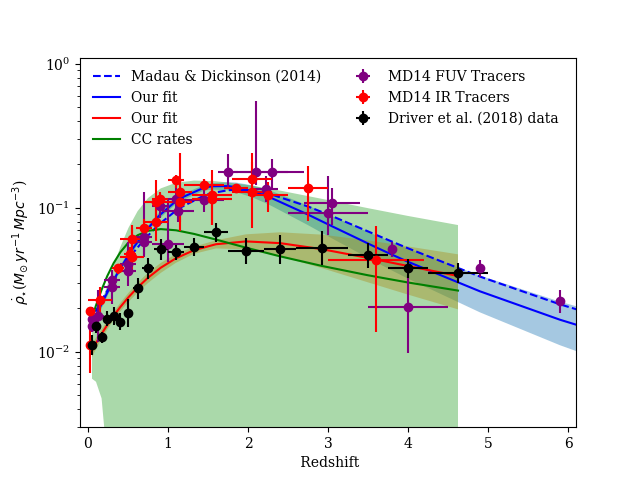 Madau & Dickinson (2014)
Our fit
Our fit
CC rates
MD14 FUV Tracers
MD14 IR Tracers
Driver et al. (2018) data
10⁰
10⁻¹
10⁻²
ρ̇⋆(M⊙ yr⁻¹ Mpc⁻³)
0 1 2 3 4 5 6
Redshift